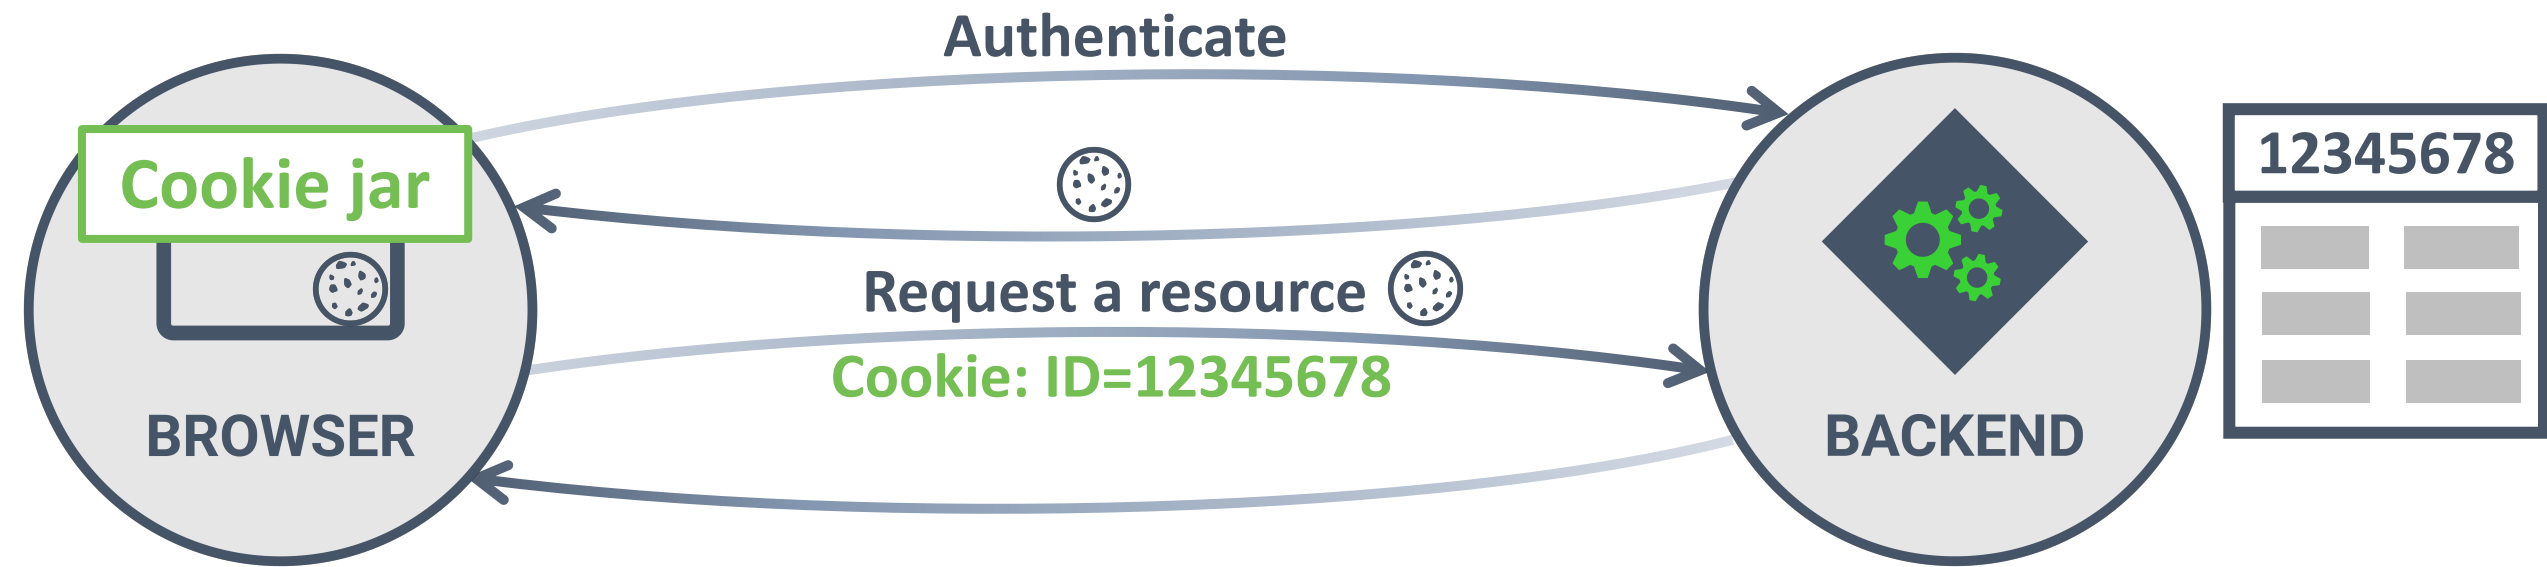 Authenticate
Cookie jar
12345678
Request a resource
Cookie: ID=12345678
BROWSER
BACKEND